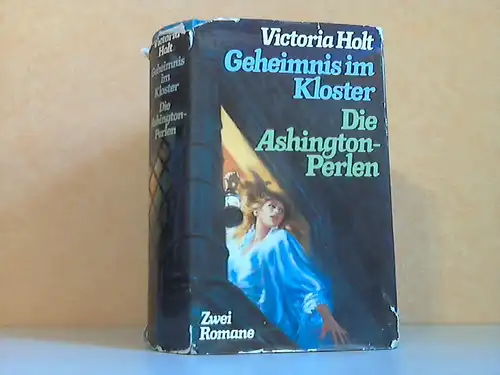 Victoria
Holt
Geheimnis
im
Kloster
Die
Ashington-
Perlen
Victoria Holt
Geheimnis im
Kloster
Die
Ashington-
Perlen
Zwei
Romane